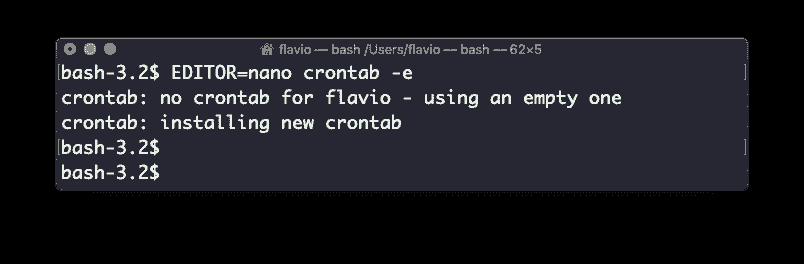 flavio — bash /Users/flavio — bash — 62×5
bash-3.2$ EDITOR=nano crontab -e
crontab: no crontab for flavio - using an empty one
crontab: installing new crontab
bash-3.2$
bash-3.2$